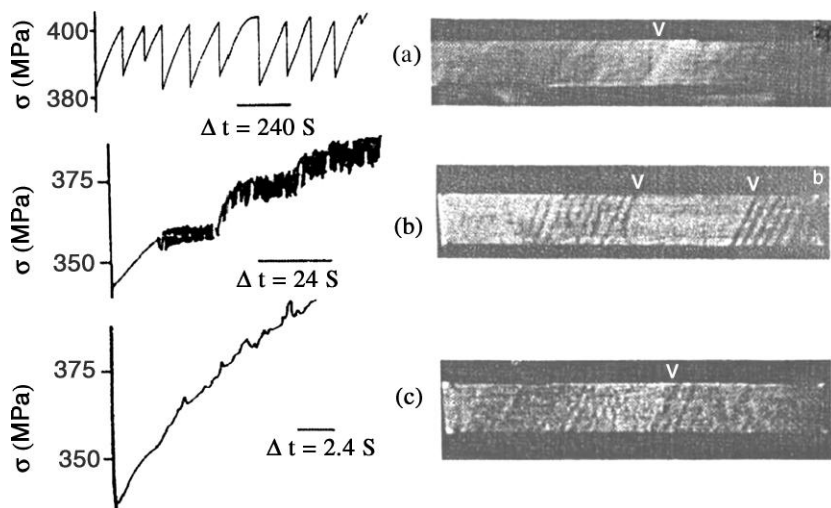 σ (MPa)
400
380
Δ t = 240 S
(a)
V
σ (MPa)
375
350
Δ t = 24 S
(b)
V
V
b
σ (MPa)
375
350
Δ t = 2.4 S
(c)
V